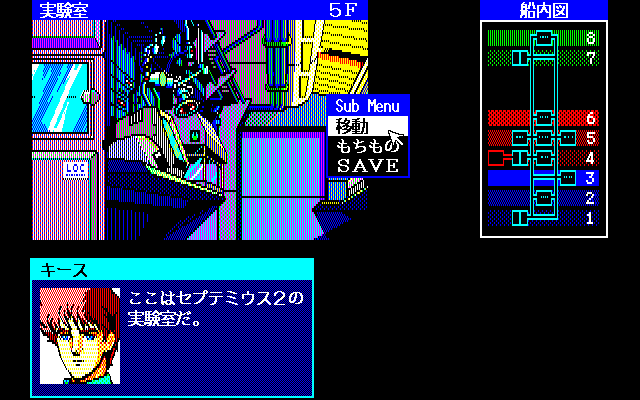 実験室 5F
船内図
8
7
6
5
4
3
2
1
Sub Menu
移動
もちもの
SAVE
LOC
キース
ここはセプテミウス2の
実験室だ。